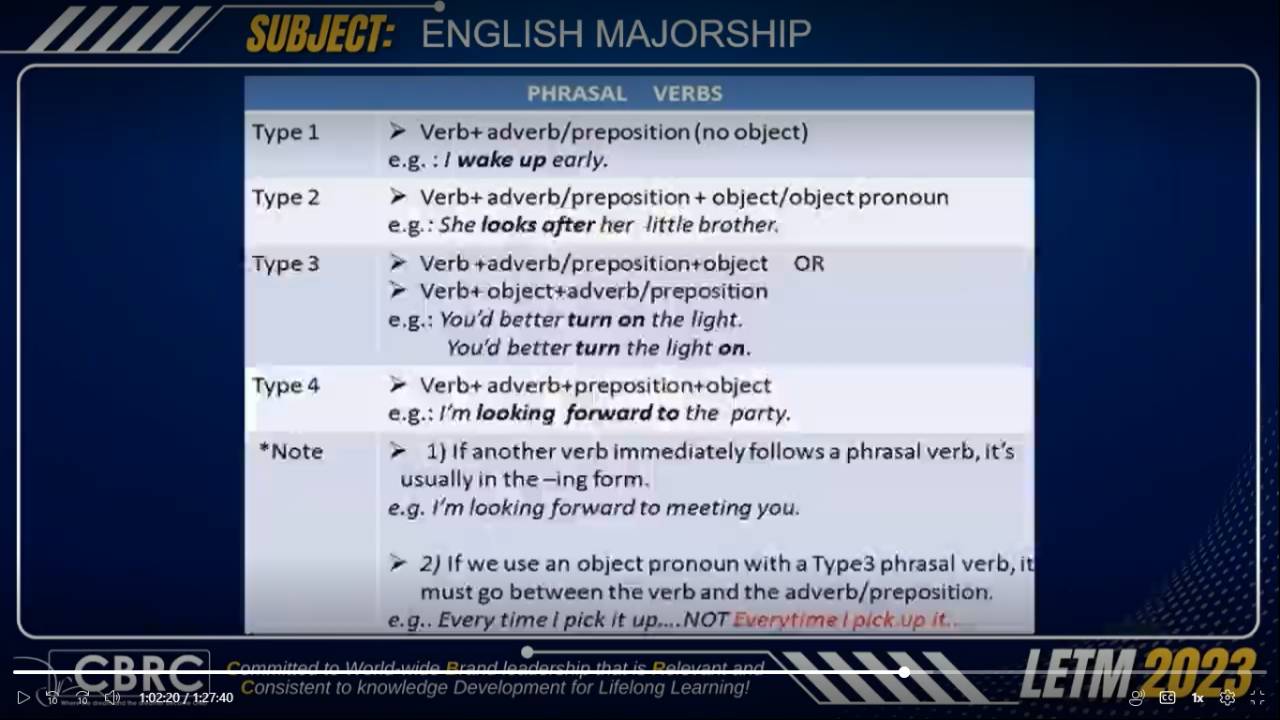 SUBJECT: ENGLISH MAJORSHIP
PHRASAL VERBS
Type 1
➢ Verb+ adverb/preposition (no object)
e.g. : I wake up early.
Type 2
➢ Verb+ adverb/preposition + object/object pronoun
e.g.: She looks after her little brother.
Type 3
➢ Verb +adverb/preposition+object OR
➢ Verb+ object+adverb/preposition
e.g.: You'd better turn on the light.
You'd better turn the light on.
Type 4
➢ Verb+ adverb+preposition+object
e.g.: I'm looking forward to the party.
*Note
➢ 1) If another verb immediately follows a phrasal verb, it's
usually in the –ing form.
e.g. I'm looking forward to meeting you.
➢ 2) If we use an object pronoun with a Type3 phrasal verb, it
must go between the verb and the adverb/preposition.
e.g.. Every time I pick it up....NOT Everytime I pick up it..
CBRC
Committed to World-wide Brand leadership that is Relevant and
Consistent to knowledge Development for Lifelong Learning!
LETM 2023
10
10
1:02:20 / 1:27:40
CC
1x